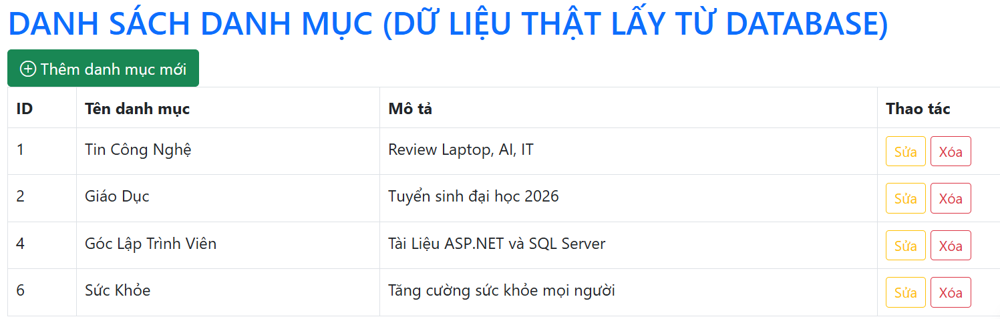 DANH SÁCH DANH MỤC (DỮ LIỆU THẬT LẤY TỪ DATABASE)
Thêm danh mục mới
ID Tên danh mục Mô tả Thao tác
1 Tin Công Nghệ Review Laptop, AI, IT Sửa Xóa
2 Giáo Dục Tuyển sinh đại học 2026 Sửa Xóa
4 Góc Lập Trình Viên Tài Liệu ASP.NET và SQL Server Sửa Xóa
6 Sức Khỏe Tăng cường sức khỏe mọi người Sửa Xóa